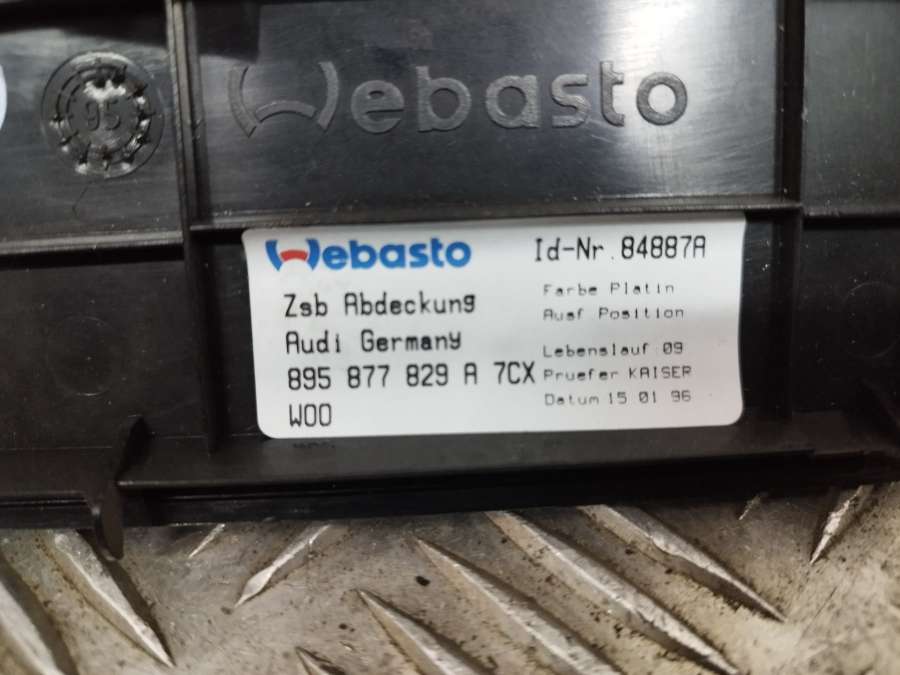 95
Webasto
Webasto
Id-Nr. 84887A
Zsb Abdeckung
Audi Germany
895 877 829 A 7CX
W00
Farbe Platin
Ausf Position
Lebenslauf 09
Pruefer KAISER
Datum 15 01 96